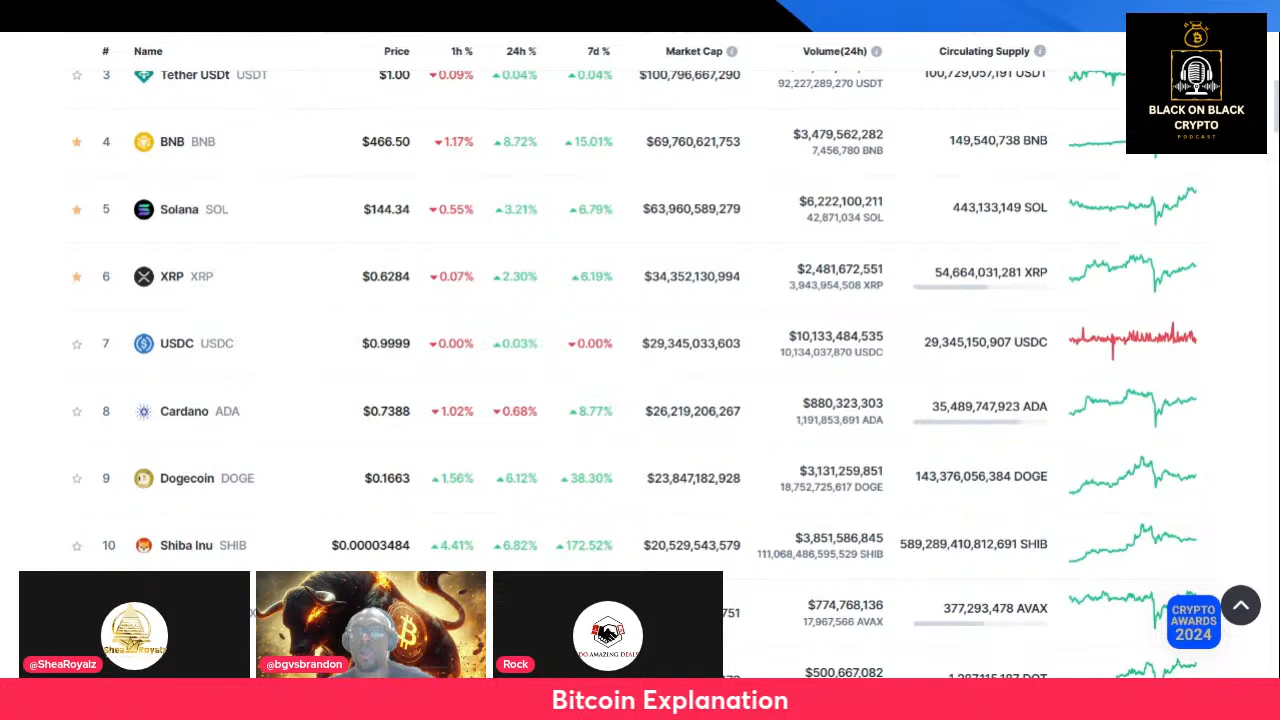 # Name Price 1h % 24h % 7d % Market Cap Volume(24h) Circulating Supply
3 Tether USDt USDT $1.00 0.09% 0.04% 0.04% $100,796,667,290 100,729,057,191 USDT
92,227,289,270 USDT
4 BNB BNB $466.50 1.17% 8.72% 15.01% $69,760,621,753 $3,479,562,282 149,540,738 BNB
7,456,780 BNB
5 Solana SOL $144.34 0.55% 3.21% 6.79% $63,960,589,279 $6,222,100,211 443,133,149 SOL
42,871,034 SOL
6 XRP XRP $0.6284 0.07% 2.30% 6.19% $34,352,130,994 $2,481,672,551 54,664,031,281 XRP
3,943,954,508 XRP
7 USDC USDC $0.9999 0.00% 0.03% 0.00% $29,345,033,603 $10,133,484,535 29,345,150,907 USDC
10,134,037,870 USDC
8 Cardano ADA $0.7388 1.02% 0.68% 8.77% $26,219,206,267 $880,323,303 35,489,747,923 ADA
1,191,853,691 ADA
9 Dogecoin DOGE $0.1663 1.56% 6.12% 38.30% $23,847,182,928 $3,131,259,851 143,376,056,384 DOGE
18,752,725,617 DOGE
10 Shiba Inu SHIB $0.00003484 4.41% 6.82% 172.52% $20,529,543,579 $3,851,586,845 589,289,410,812,691 SHIB
111,068,486,595,529 SHIB
751 $774,768,136 377,293,478 AVAX
17,967,566 AVAX
$500,667,082
BLACK ON BLACK
CRYPTO
PODCAST
CRYPTO
AWARDS
2024
Shea Royalz
DO AMAZING DEALS
@SheaRoyalz @bgvsbrandon Rock
Bitcoin Explanation